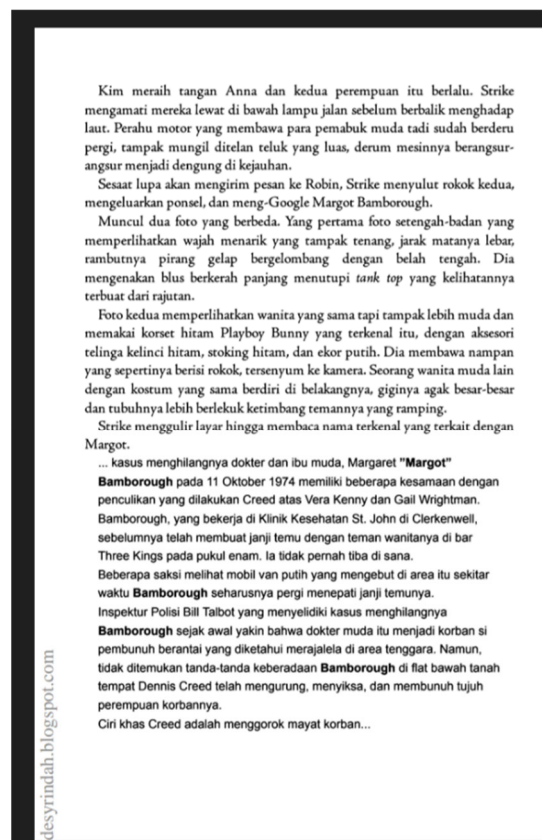 Kim meraih tangan Anna dan kedua perempuan itu berlalu. Strike
mengamati mereka lewat di bawah lampu jalan sebelum berbalik menghadap
laut. Perahu motor yang membawa para pemabuk muda tadi sudah berderu
pergi, tampak mungil ditelan teluk yang luas, derum mesinnya berangsur-
angsur menjadi dengung di kejauhan.
Sesaat lupa akan mengirim pesan ke Robin, Strike menyulut rokok kedua,
mengeluarkan ponsel, dan meng-Google Margot Bamborough.
Muncul dua foto yang berbeda. Yang pertama foto setengah-badan yang
memperlihatkan wajah menarik yang tampak tenang, jarak matanya lebar,
rambutnya pirang gelap bergelombang dengan belah tengah. Dia
mengenakan blus berkerah panjang menutupi tank top yang kelihatannya
terbuat dari rajutan.
Foto kedua memperlihatkan wanita yang sama tapi tampak lebih muda dan
memakai korset hitam Playboy Bunny yang terkenal itu, dengan aksesori
telinga kelinci hitam, stoking hitam, dan ekor putih. Dia membawa nampan
yang sepertinya berisi rokok, tersenyum ke kamera. Seorang wanita muda lain
dengan kostum yang sama berdiri di belakangnya, giginya agak besar-besar
dan tubuhnya lebih berlekuk ketimbang temannya yang ramping.
Strike menggulir layar hingga membaca nama terkenal yang terkait dengan
Margot.
... kasus menghilangnya dokter dan ibu muda, Margaret "Margot"
Bamborough pada 11 Oktober 1974 memiliki beberapa kesamaan dengan
penculikan yang dilakukan Creed atas Vera Kenny dan Gail Wrightman.
Bamborough, yang bekerja di Klinik Kesehatan St. John di Clerkenwell,
sebelumnya telah membuat janji temu dengan teman wanitanya di bar
Three Kings pada pukul enam. Ia tidak pernah tiba di sana.
Beberapa saksi melihat mobil van putih yang mengebut di area itu sekitar
waktu Bamborough seharusnya pergi menepati janji temunya.
Inspektur Polisi Bill Talbot yang menyelidiki kasus menghilangnya
Bamborough sejak awal yakin bahwa dokter muda itu menjadi korban si
pembunuh berantai yang diketahui merajalela di area tenggara. Namun,
tidak ditemukan tanda-tanda keberadaan Bamborough di flat bawah tanah
tempat Dennis Creed telah mengurung, menyiksa, dan membunuh tujuh
perempuan korbannya.
Ciri khas Creed adalah menggorok mayat korban...
desyrindah.blogspot.com